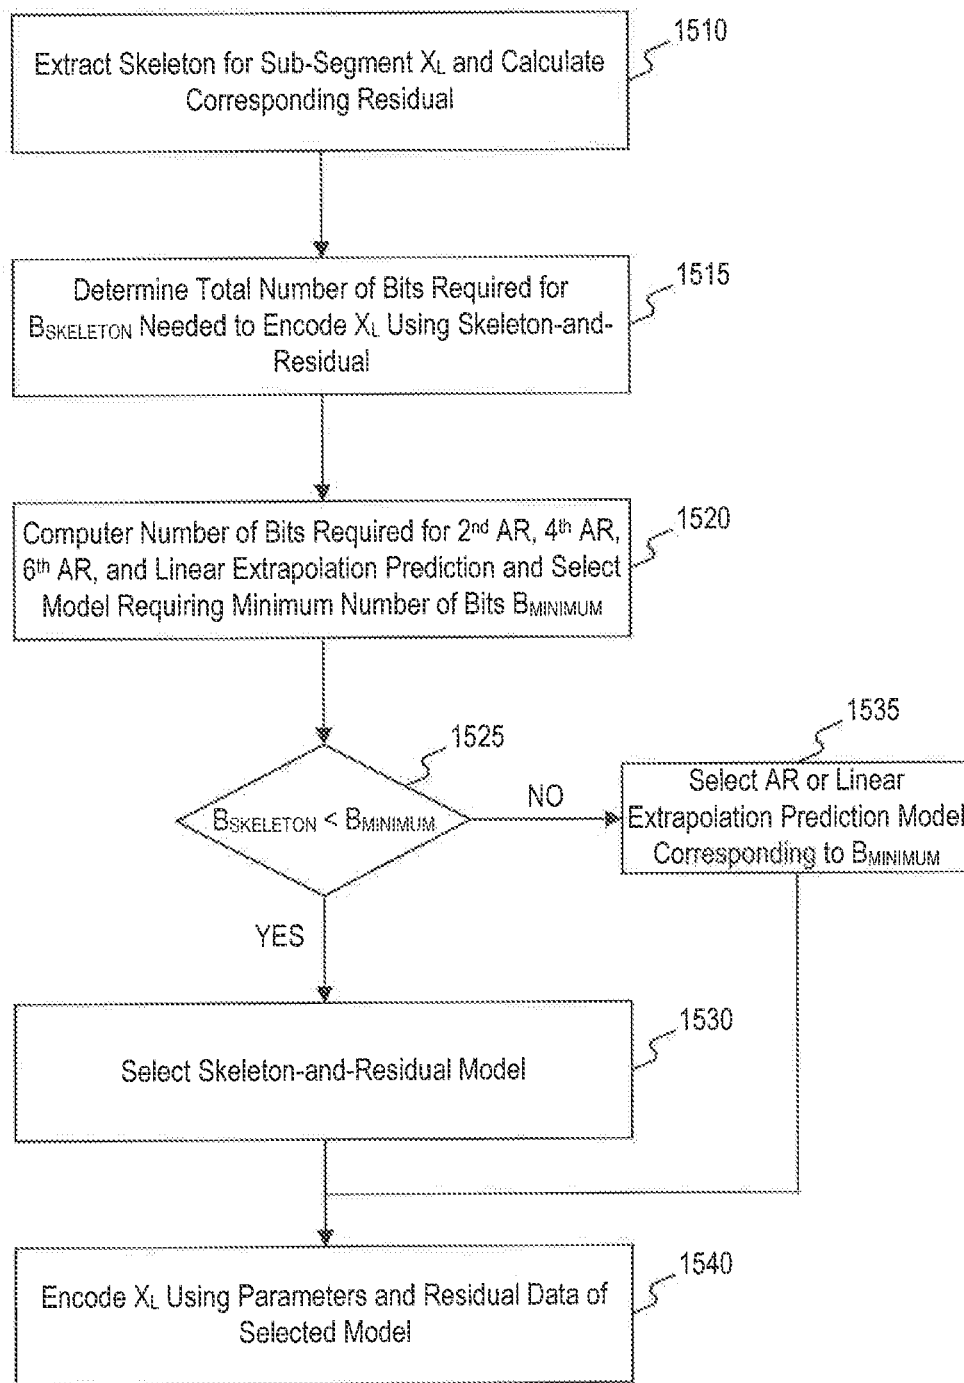 1510
Extract Skeleton for Sub-Segment XL and Calculate
Corresponding Residual
1515
Determine Total Number of Bits Required for
BSKELETON Needed to Encode XL Using Skeleton-and-
Residual
1520
Computer Number of Bits Required for 2nd AR, 4th AR,
6th AR, and Linear Extrapolation Prediction and Select
Model Requiring Minimum Number of Bits BMINIMUM
1525
BSKELETON < BMINIMUM
NO
1535
Select AR or Linear
Extrapolation Prediction Model
Corresponding to BMINIMUM
YES
1530
Select Skeleton-and-Residual Model
1540
Encode XL Using Parameters and Residual Data of
Selected Model